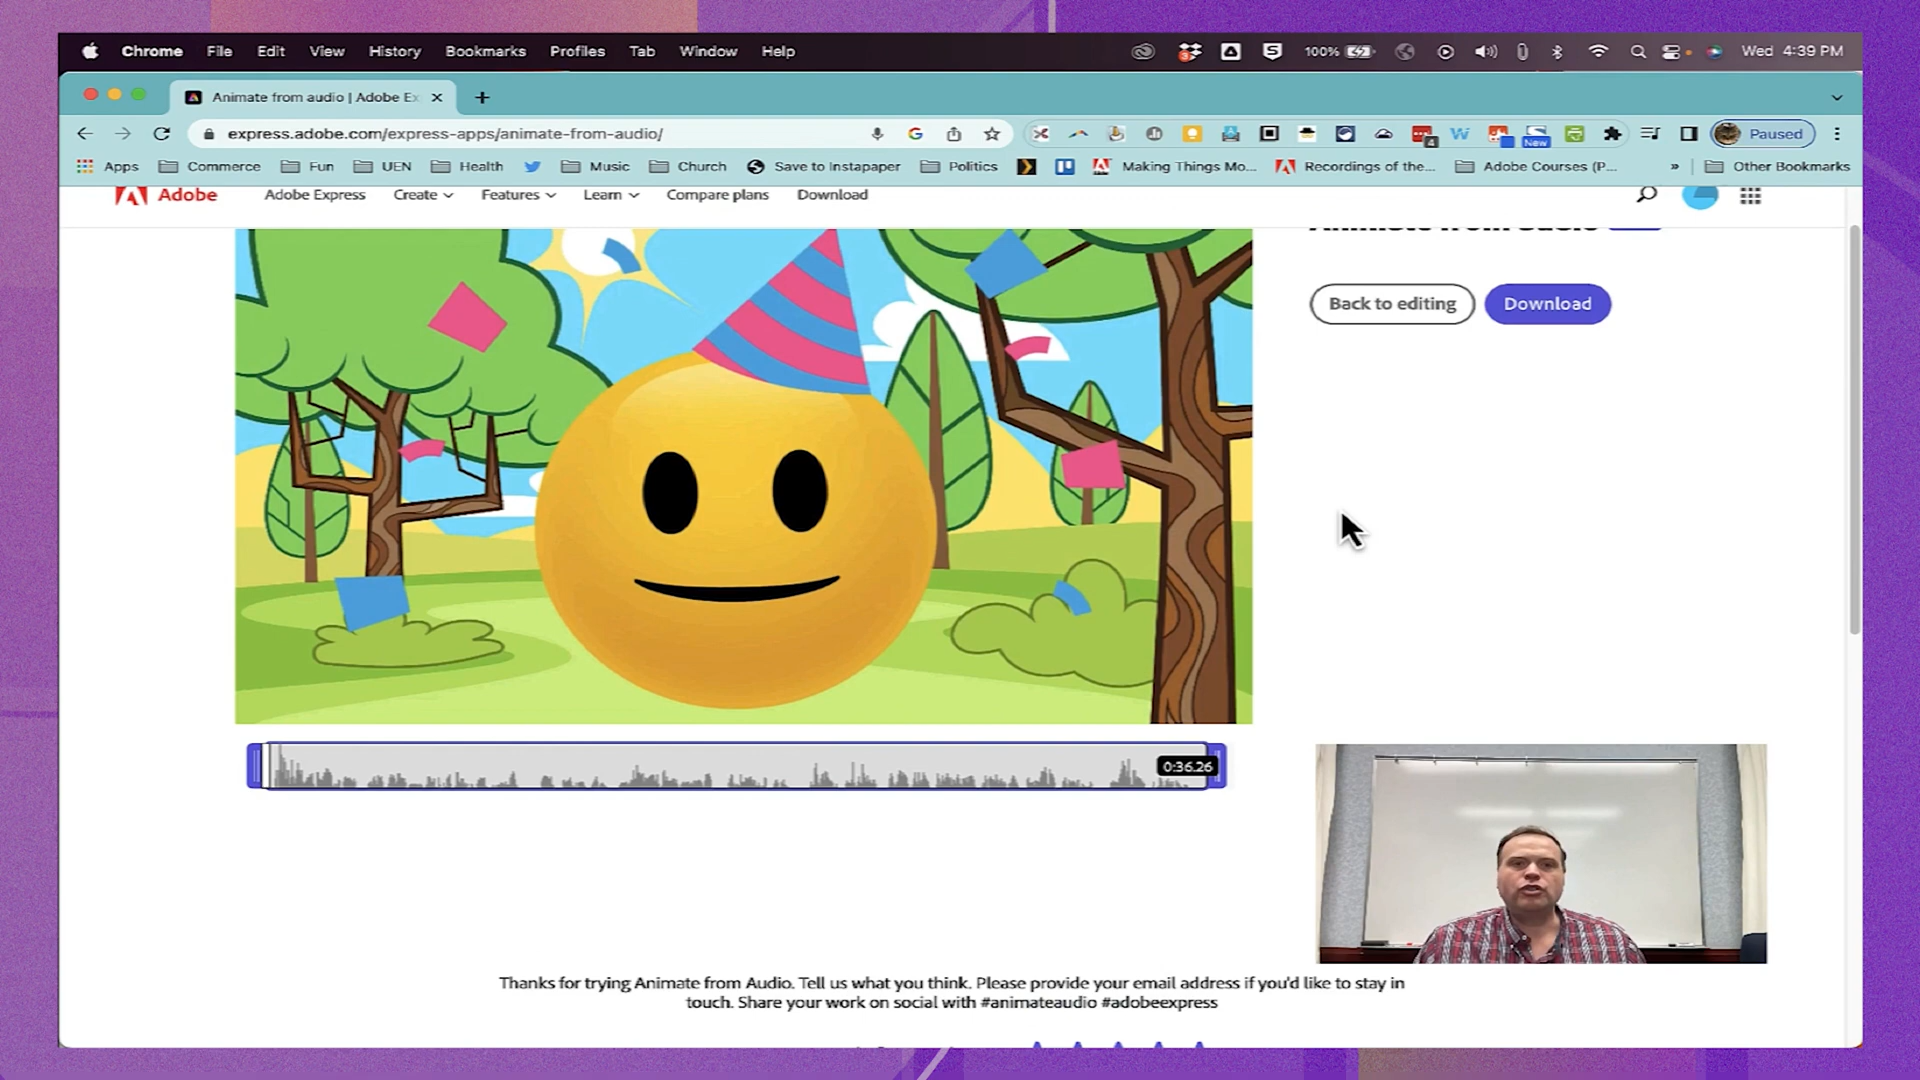 Chrome File Edit View History Bookmarks Profiles Tab Window Help 100% Wed 4:39 PM
Animate from audio | Adobe Ex
express.adobe.com/express-apps/animate-from-audio/ New Paused
Apps Commerce Fun UEN Health Music Church Save to Instapaper Politics Making Things Mo... Recordings of the... Adobe Courses (P... » Other Bookmarks
Adobe Adobe Express Create Features Learn Compare plans Download
Animate from audio
Back to editing Download
0:36.26
Thanks for trying Animate from Audio. Tell us what you think. Please provide your email address if you'd like to stay in
touch. Share your work on social with #animateaudio #adobeexpress